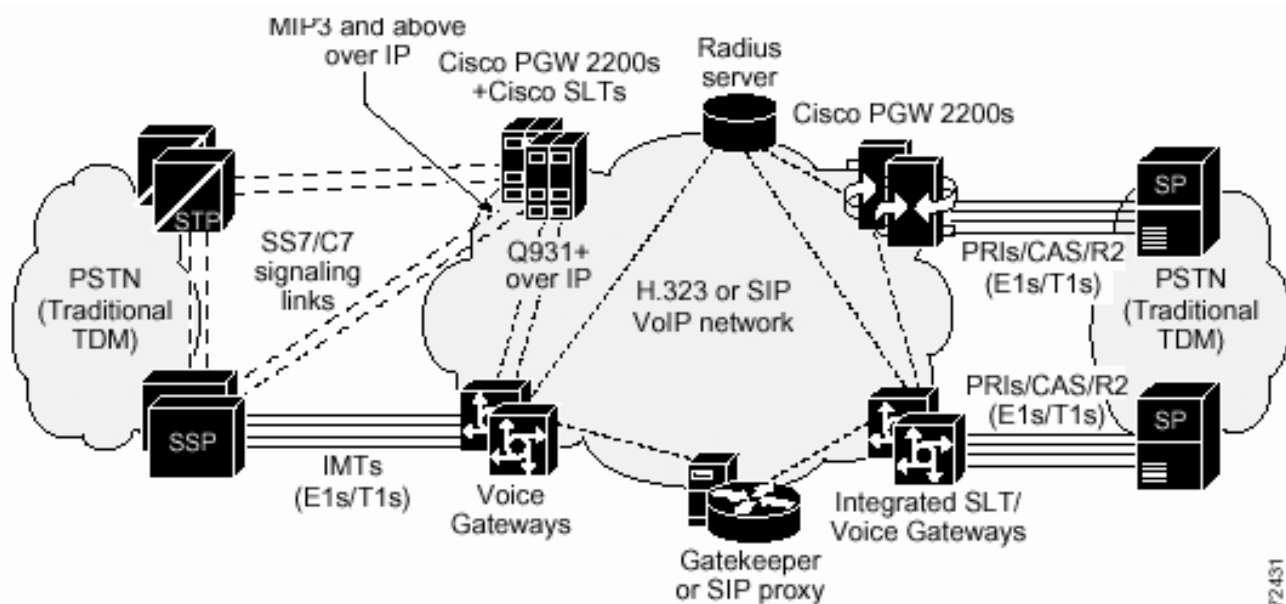 MIP3 and above
over IP
Cisco PGW 2200s
+Cisco SLTs
Radius
server
Cisco PGW 2200s
STP
SP
SS7/C7
signaling
links
Q931+
over IP
PRIs/CAS/R2
(E1s/T1s)
PSTN
(Traditional
TDM)
H.323 or SIP
VoIP network
PSTN
(Traditional
TDM)
PRIs/CAS/R2
(E1s/T1s)
SSP
SP
IMTs
(E1s/T1s)
Voice
Gateways
Integrated SLT/
Voice Gateways
Gatekeeper
or SIP proxy
72431